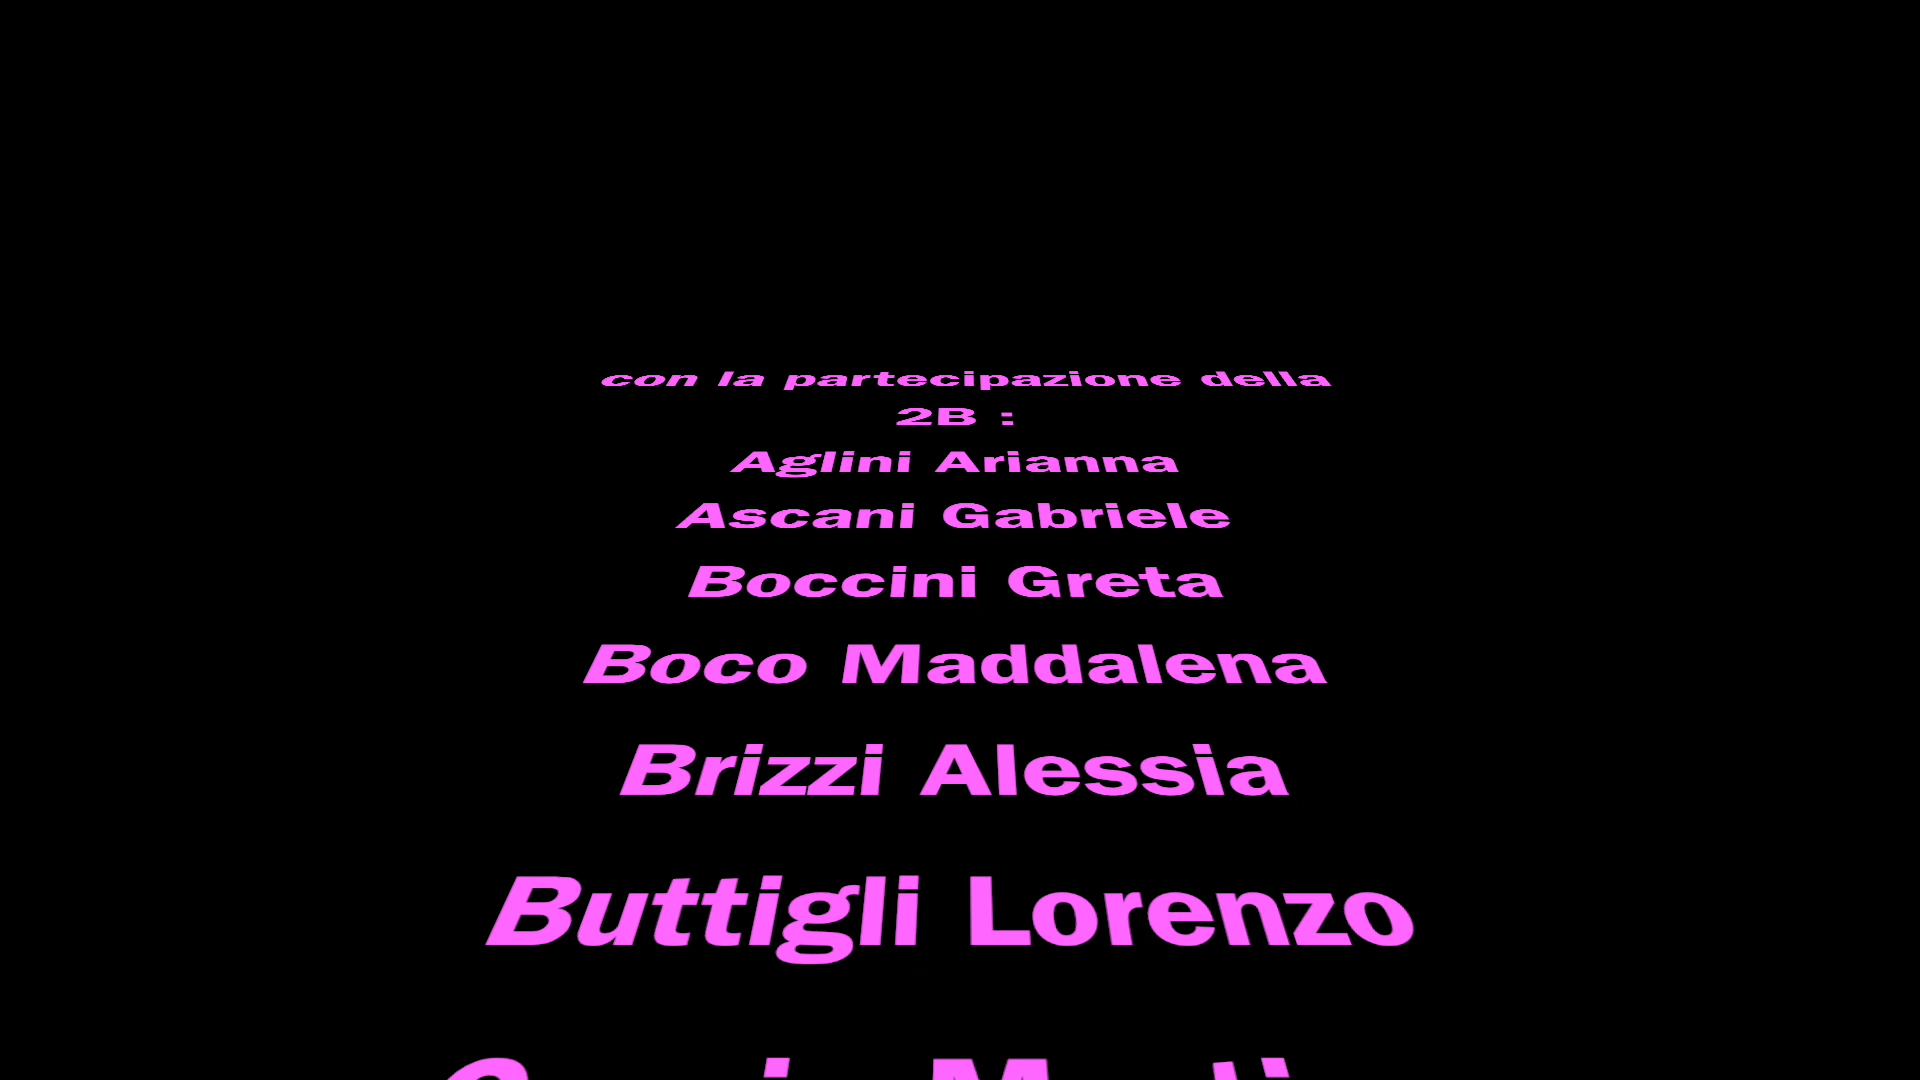 con la partecipazione della
2B :
Aglini Arianna
Ascani Gabriele
Boccini Greta
Boco Maddalena
Brizzi Alessia
Buttigli Lorenzo